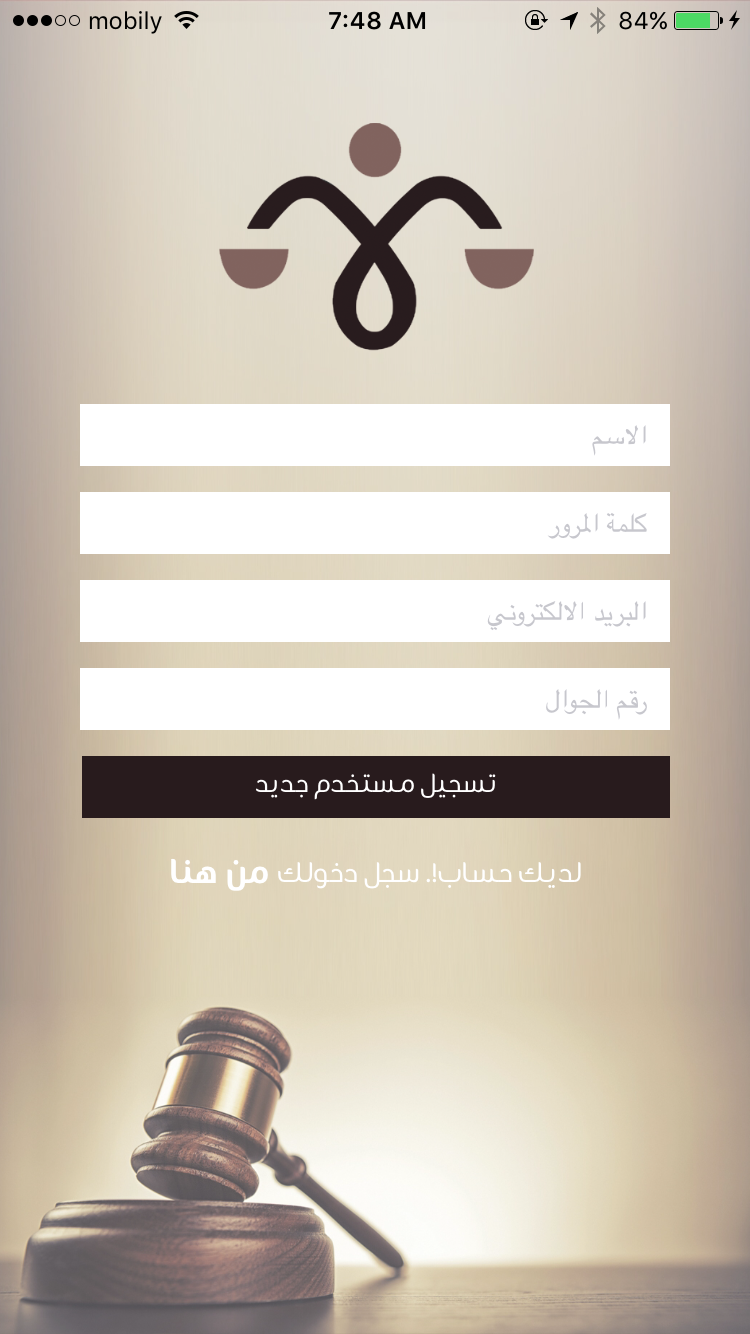 mobily 7:48 AM 84%
الاسم
كلمة المرور
البريد الالكتروني
رقم الجوال
تسجيل مستخدم جديد
لديك حساب!. سجل دخولك من هنا